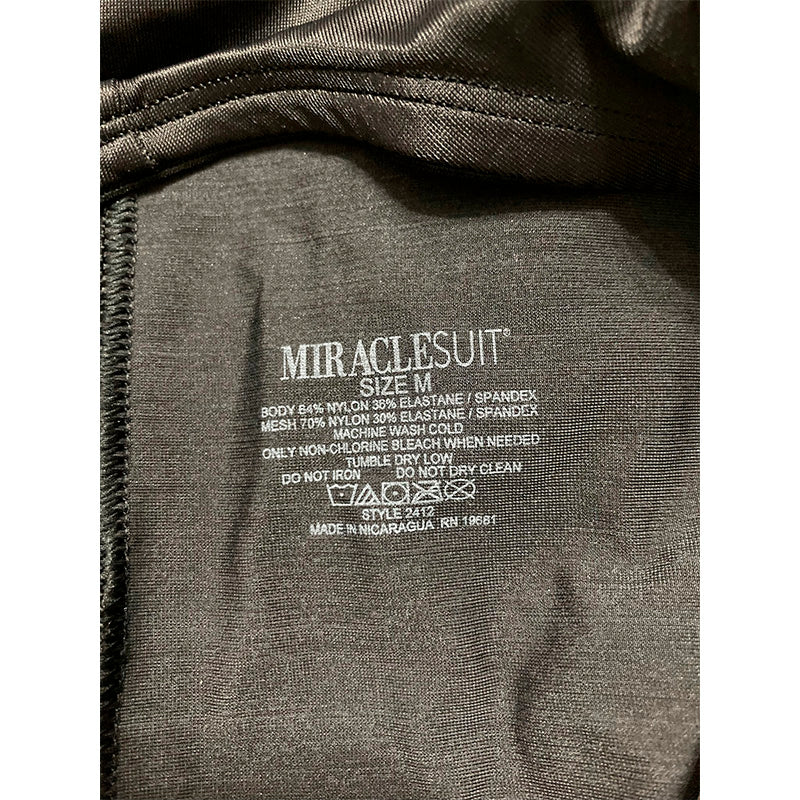 MIRACLESUIT®
SIZE M
BODY 64% NYLON 36% ELASTANE / SPANDEX
MESH 70% NYLON 30% ELASTANE / SPANDEX
MACHINE WASH COLD
ONLY NON-CHLORINE BLEACH WHEN NEEDED
TUMBLE DRY LOW
DO NOT IRON DO NOT DRY CLEAN
STYLE 2412
MADE IN NICARAGUA RN 19681